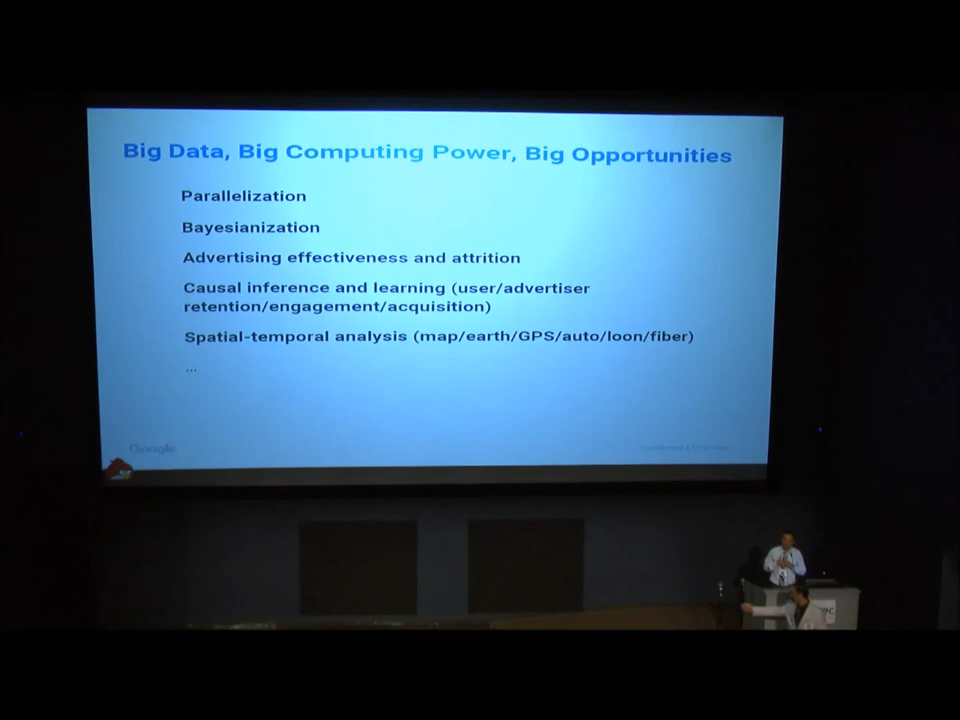 Big Data, Big Computing Power, Big Opportunities
Parallelization
Bayesianization
Advertising effectiveness and attrition
Causal inference and learning (user/advertiser
retention/engagement/acquisition)
Spatial-temporal analysis (map/earth/GPS/auto/loon/fiber)
...
Google